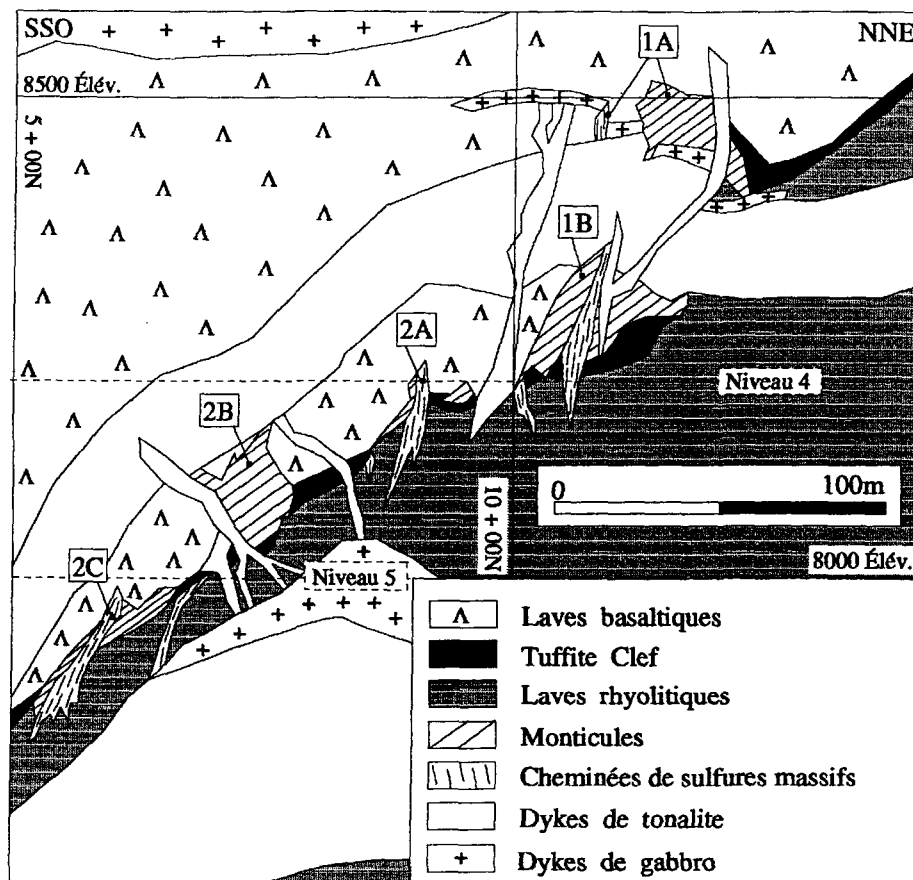 SSO
NNE
1A
8500 Élév.
5 + 00N
1B
2A
Niveau 4
2B
0 100m
10 + 00N
8000 Élév.
2C
Niveau 5
Laves basaltiques
Tuffite Clef
Laves rhyolitiques
Monticules
Cheminées de sulfures massifs
Dykes de tonalite
Dykes de gabbro